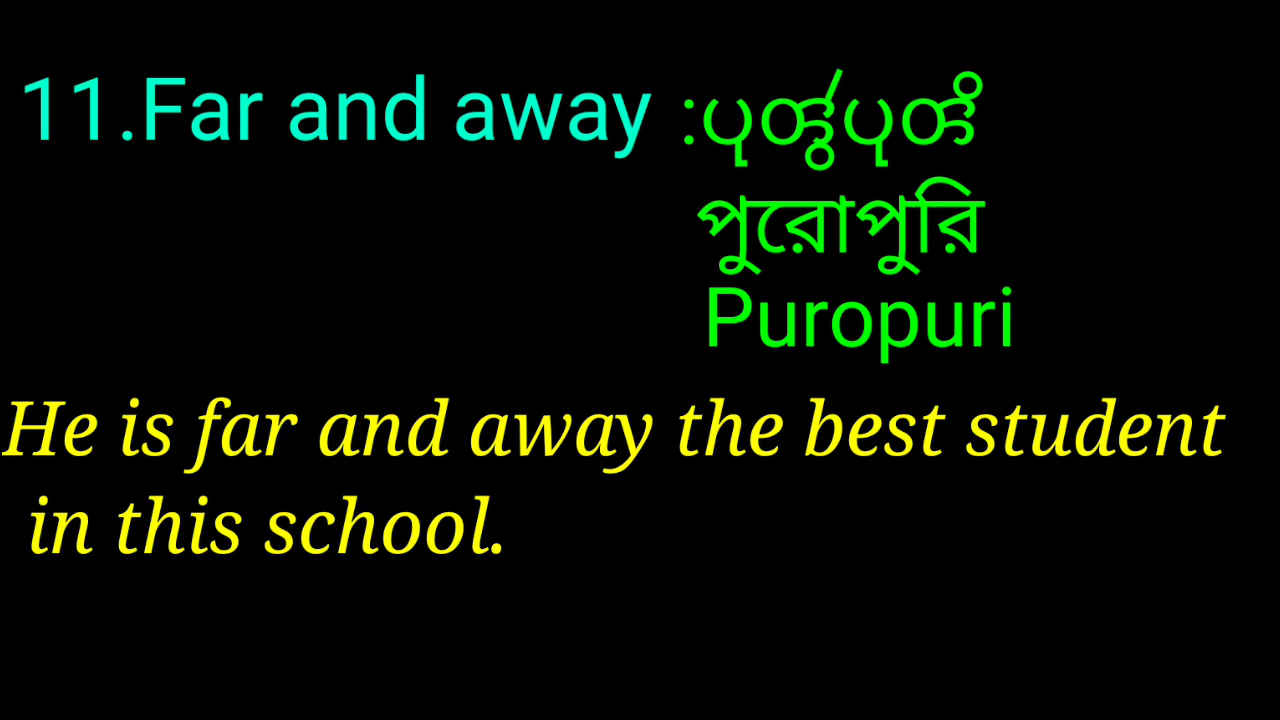 11.Far and away :𑄛𑄪𑄢𑄮𑄛𑄪𑄢𑄨
পুরোপুরি
Puropuri
He is far and away the best student
in this school.